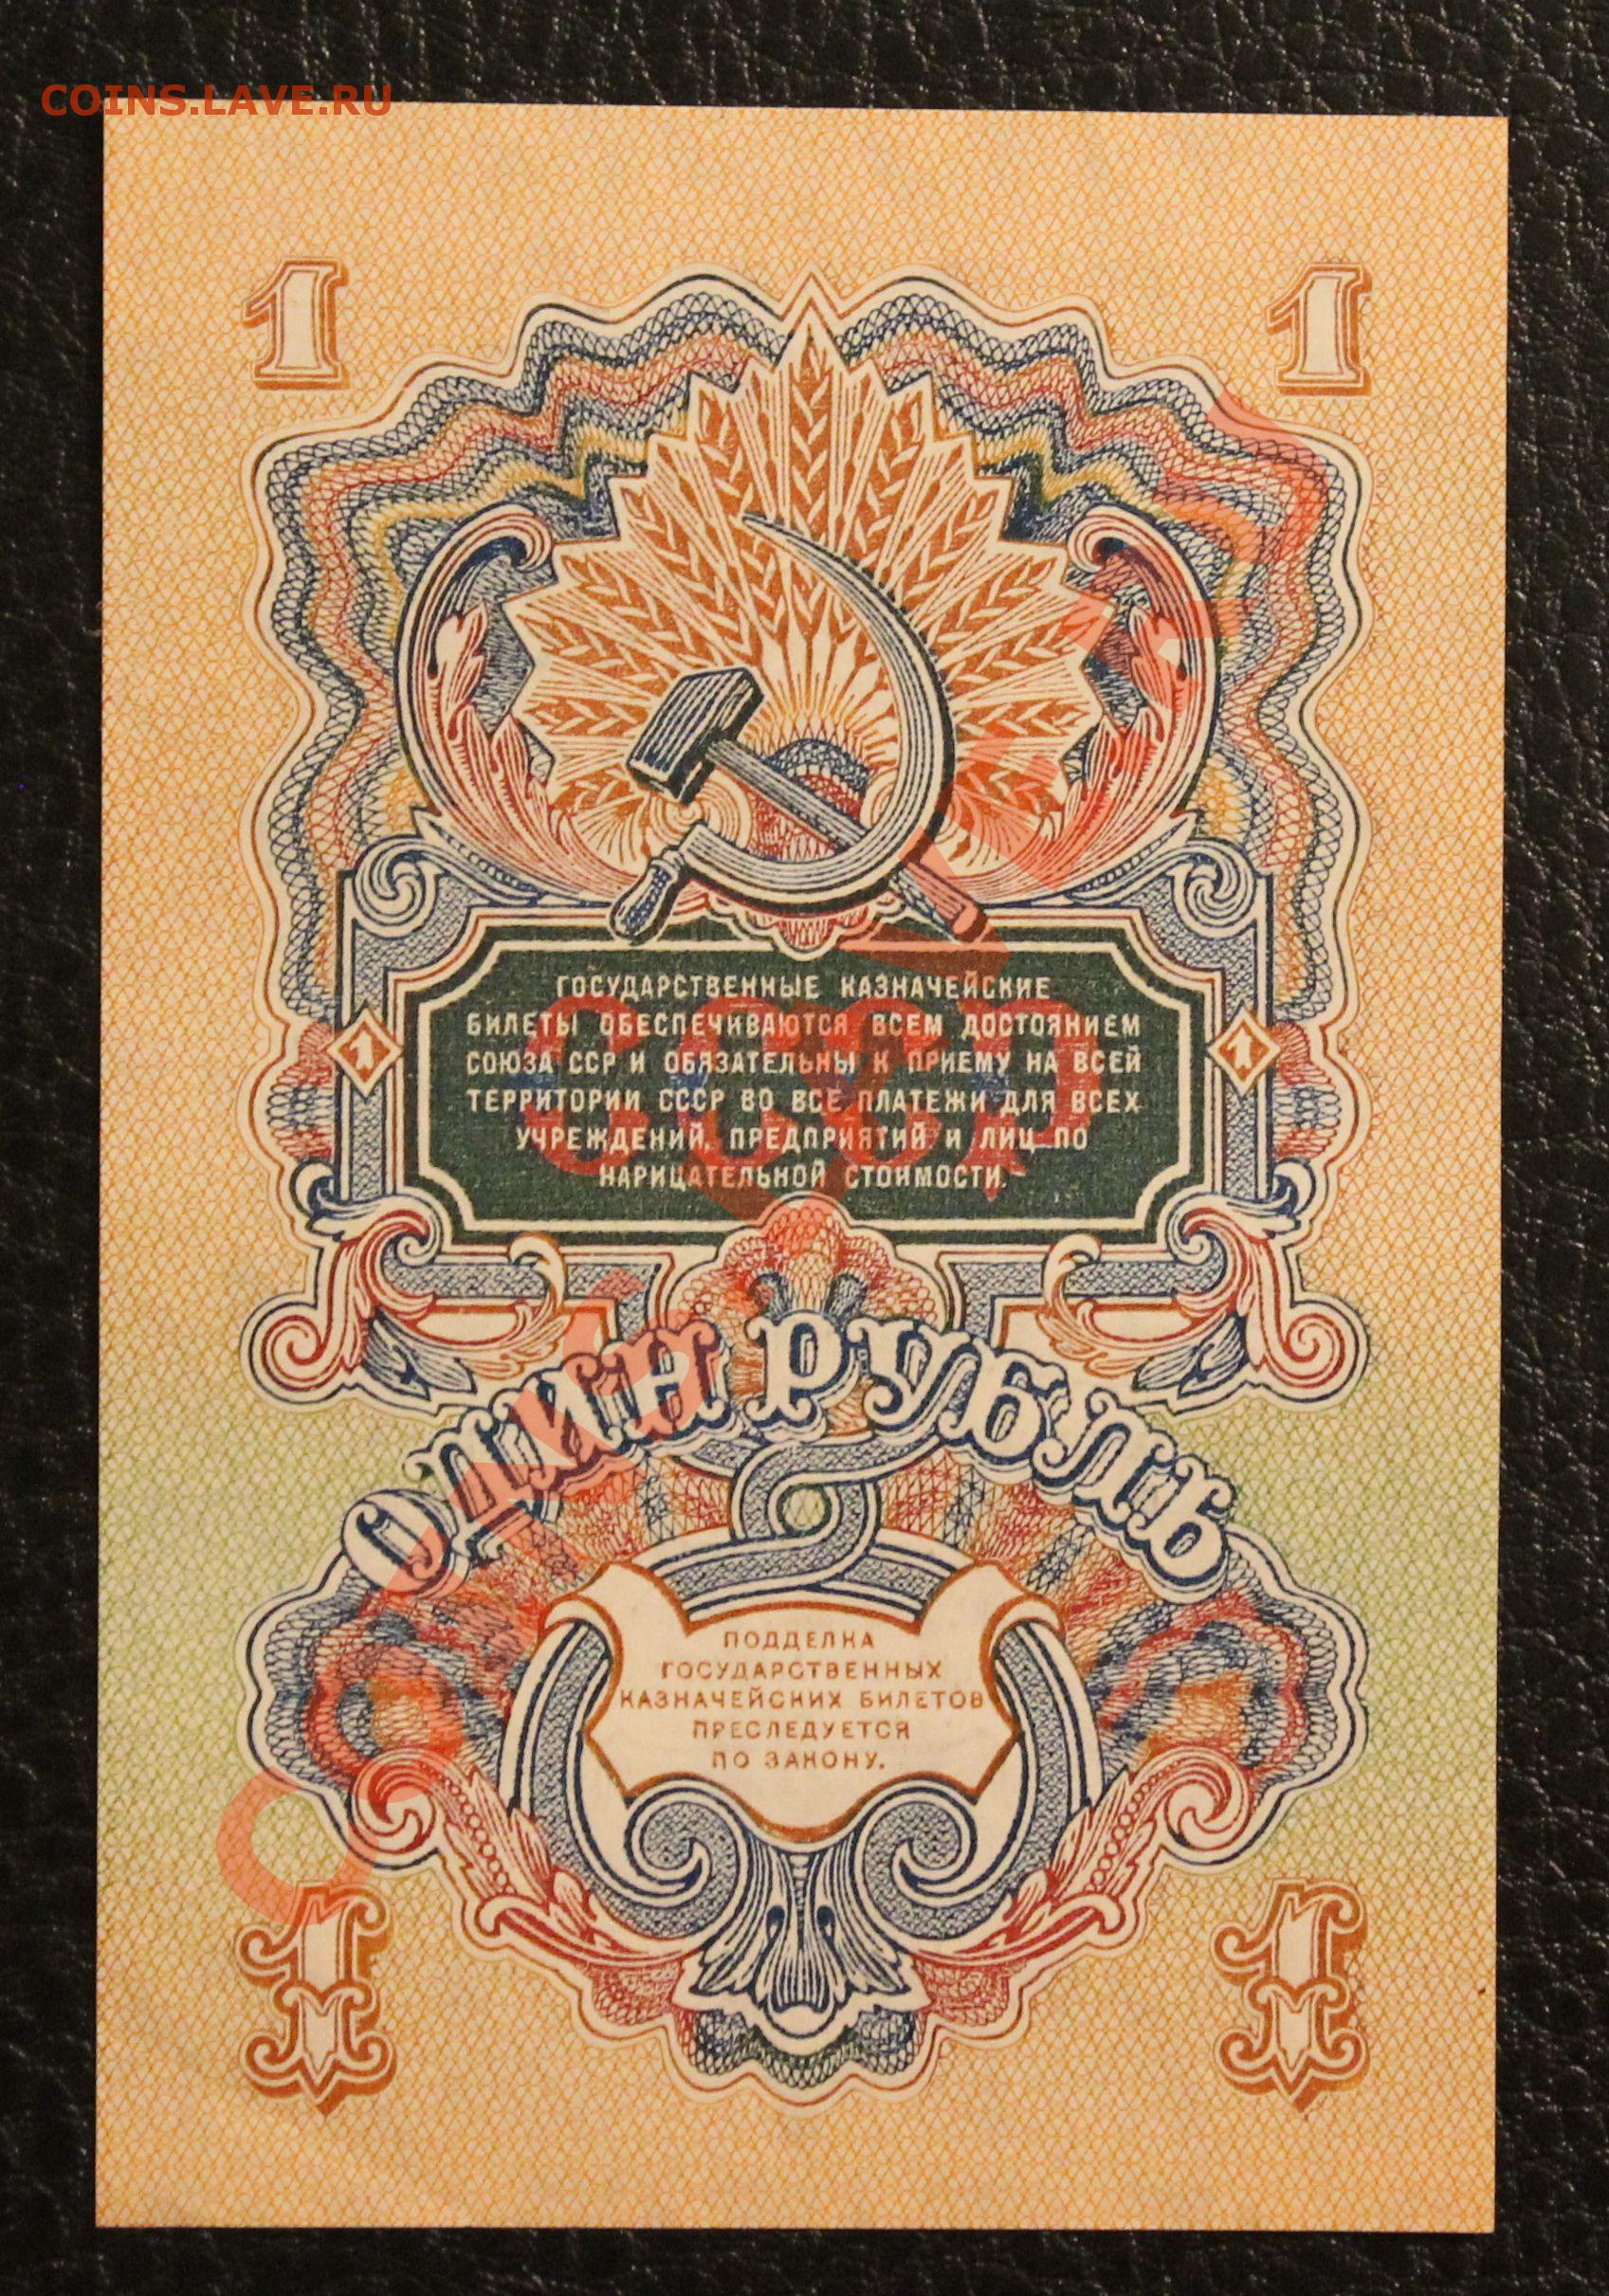 COINS.LAVE.RU
1 1
ГОСУДАРСТВЕННЫЕ КАЗНАЧЕЙСКИЕ
БИЛЕТЫ ОБЕСПЕЧИВАЮТСЯ ВСЕМ ДОСТОЯНИЕМ
СОЮЗА ССР И ОБЯЗАТЕЛЬНЫ К ПРИЕМУ НА ВСЕЙ
1 1
ТЕРРИТОРИИ СССР ВО ВСЕ ПЛАТЕЖИ ДЛЯ ВСЕХ
УЧРЕЖДЕНИЙ, ПРЕДПРИЯТИЙ И ЛИЦ ПО
НАРИЦАТЕЛЬНОЙ СТОИМОСТИ.
СССР
ОДИН РУБЛЬ
ПОДДЕЛКА
ГОСУДАРСТВЕННЫХ
КАЗНАЧЕЙСКИХ БИЛЕТОВ
ПРЕСЛЕДУЕТСЯ
ПО ЗАКОНУ.
1 1